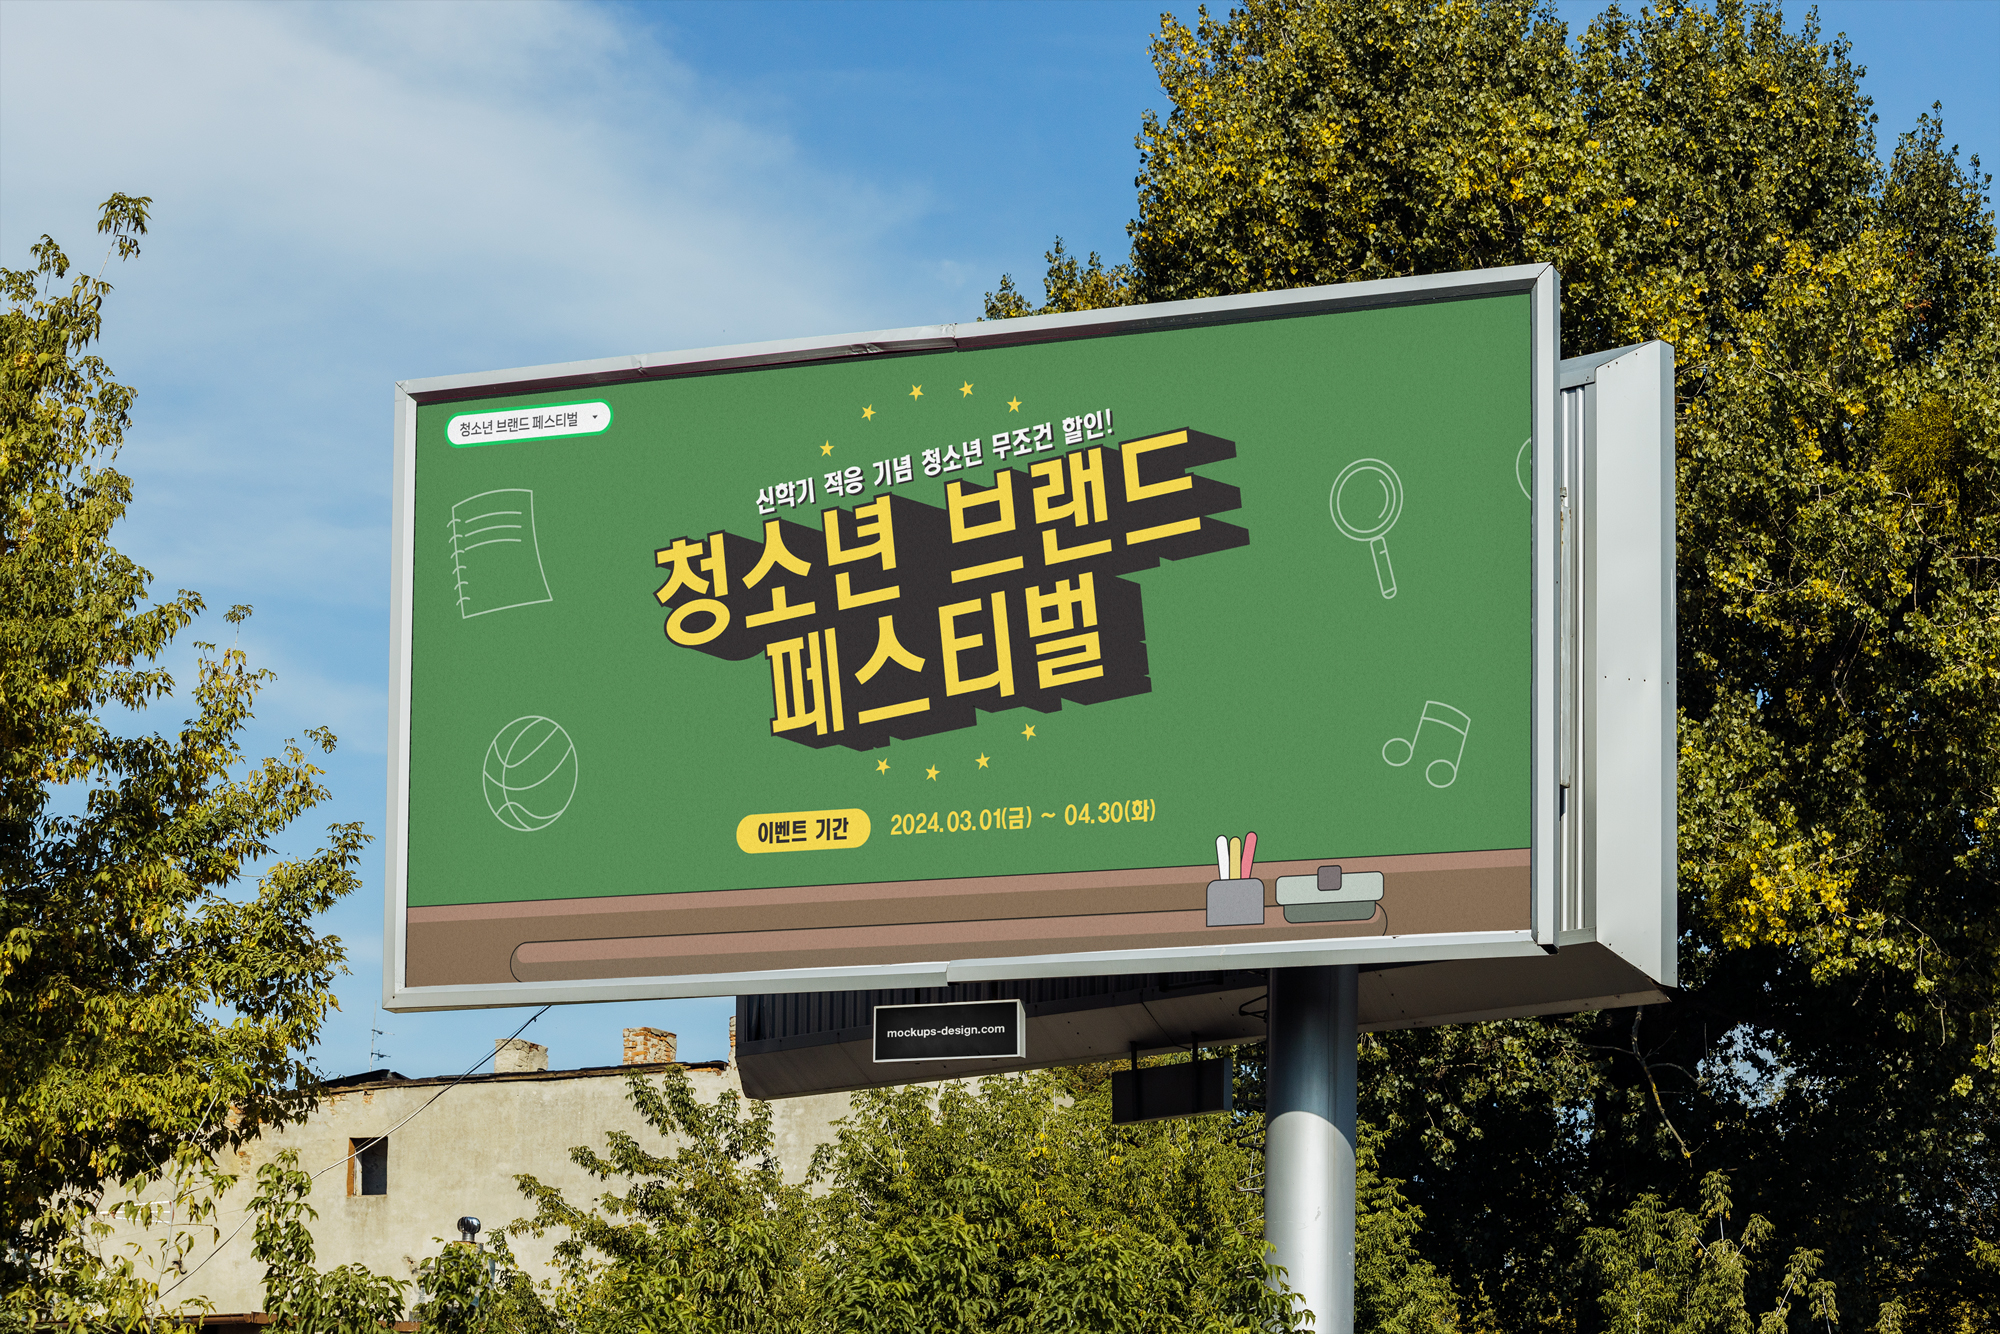 청소년 브랜드 페스티벌
신학기 적응 기념 청소년 무조건 할인!
청소년 브랜드
페스티벌
이벤트 기간 2024.03.01(금) ~ 04.30(화)
mockups-design.com